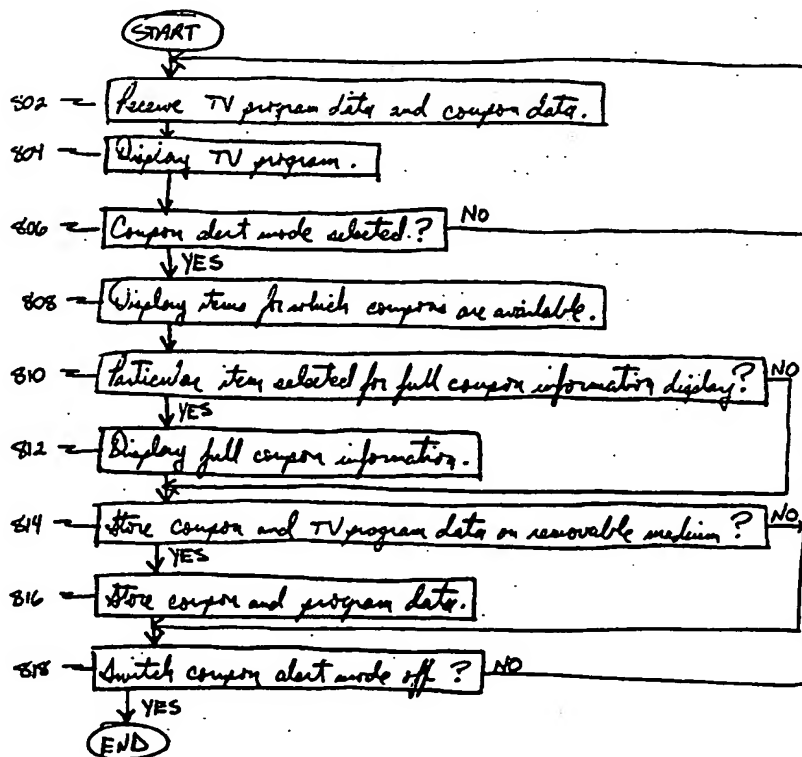 START
802 Receive TV program data and coupon data.
804 Display TV program.
806 Coupon alert mode selected.? NO
YES
808 Display items for which coupons are available.
810 Particular item selected for full coupon information display? NO
YES
812 Display full coupon information.
814 Store coupon and TV program data on removable medium? NO
YES
816 Store coupon and program data.
818 Switch coupon alert mode off? NO
YES
END